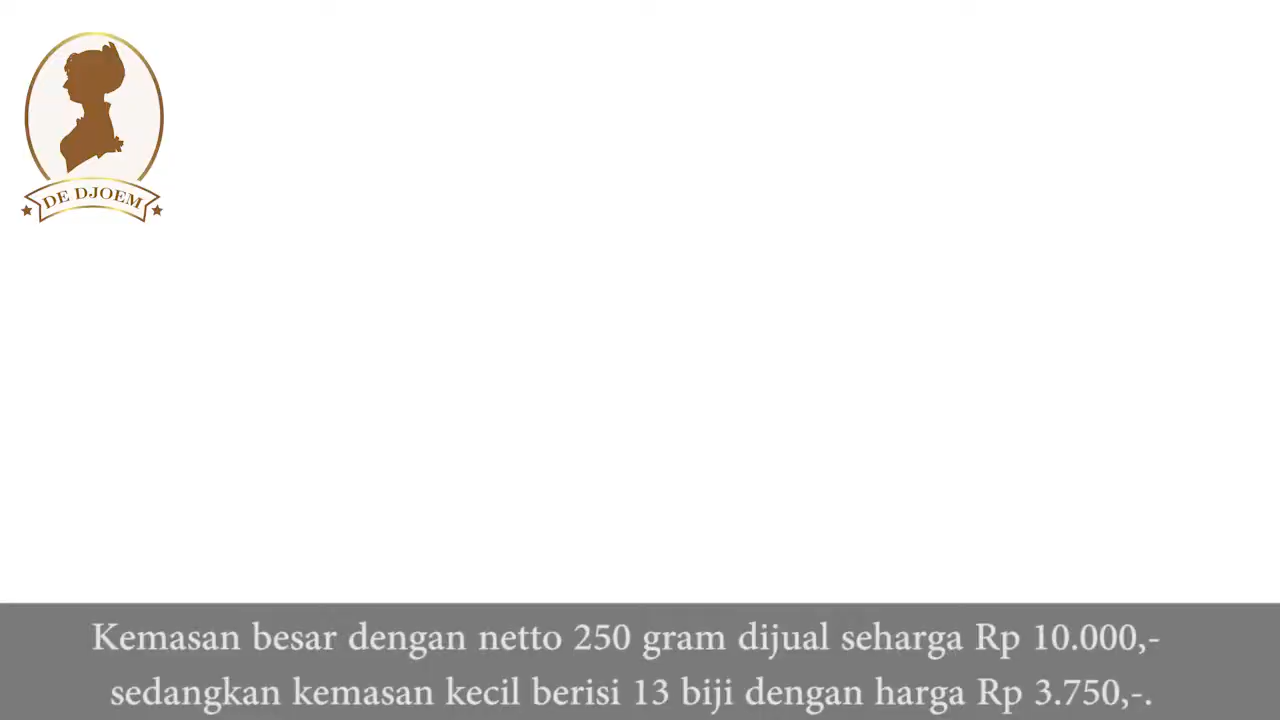 DE DJOEM
Kemasan besar dengan netto 250 gram dijual seharga Rp 10.000,-
sedangkan kemasan kecil berisi 13 biji dengan harga Rp 3.750,-.